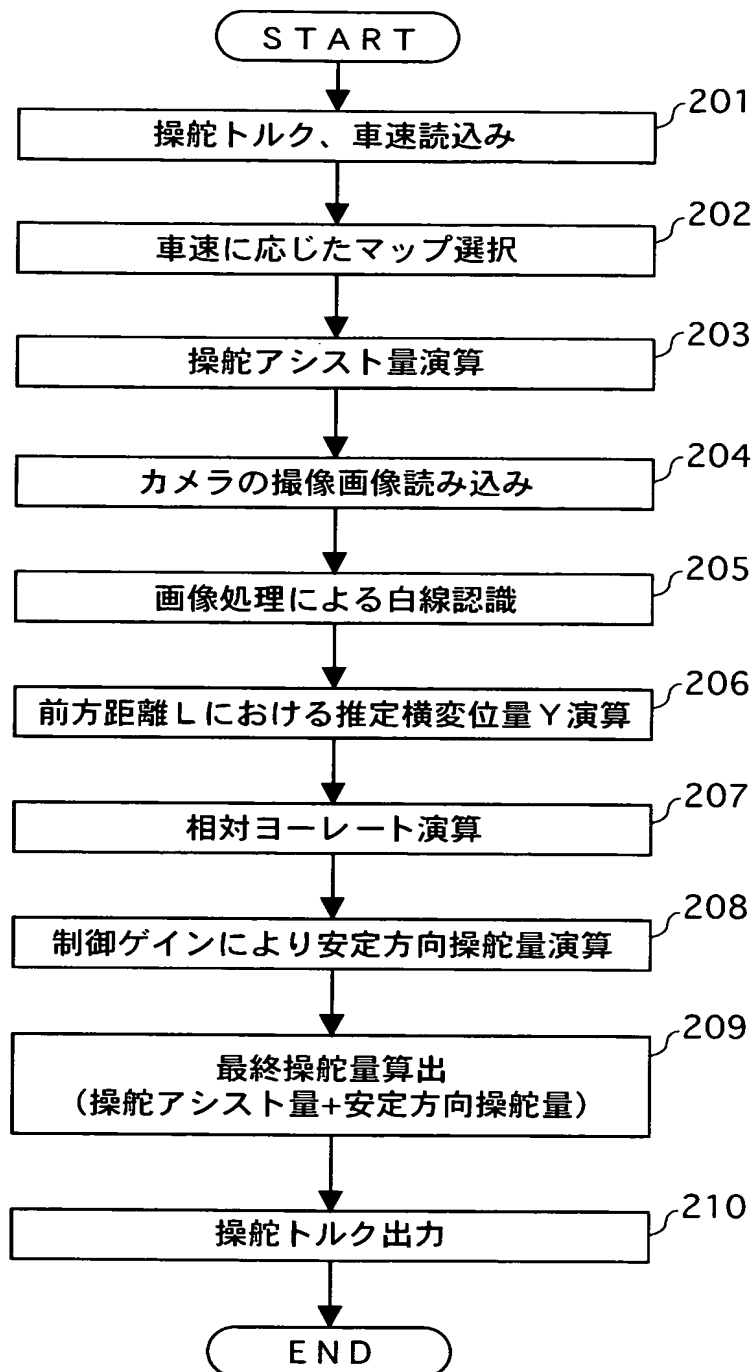 START
201
操舵トルク、車速読込み
202
車速に応じたマップ選択
203
操舵アシスト量演算
204
カメラの撮像画像読み込み
205
画像処理による白線認識
206
前方距離Lにおける推定横変位量Y演算
207
相対ヨーレート演算
208
制御ゲインにより安定方向操舵量演算
209
最終操舵量算出
(操舵アシスト量+安定方向操舵量)
210
操舵トルク出力
END